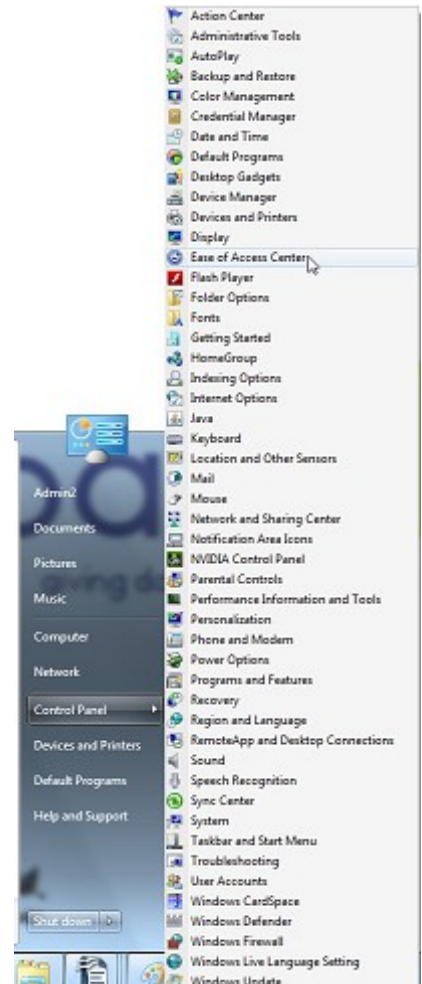 Action Center
Administrative Tools
AutoPlay
Backup and Restore
Color Management
Credential Manager
Date and Time
Default Programs
Desktop Gadgets
Device Manager
Devices and Printers
Display
Ease of Access Center
Flash Player
Folder Options
Fonts
Getting Started
HomeGroup
Indexing Options
Internet Options
Java
Keyboard
Location and Other Sensors
Mail
Mouse
Network and Sharing Center
Notification Area Icons
NVIDIA Control Panel
Parental Controls
Performance Information and Tools
Personalization
Phone and Modem
Power Options
Programs and Features
Recovery
Region and Language
RemoteApp and Desktop Connections
Sound
Speech Recognition
Sync Center
System
Taskbar and Start Menu
Troubleshooting
User Accounts
Windows CardSpace
Windows Defender
Windows Firewall
Windows Live Language Setting
Windows Update
Admin2
Documents
Pictures
Music
Computer
Network
Control Panel
Devices and Printers
Default Programs
Help and Support
Shut down
giving